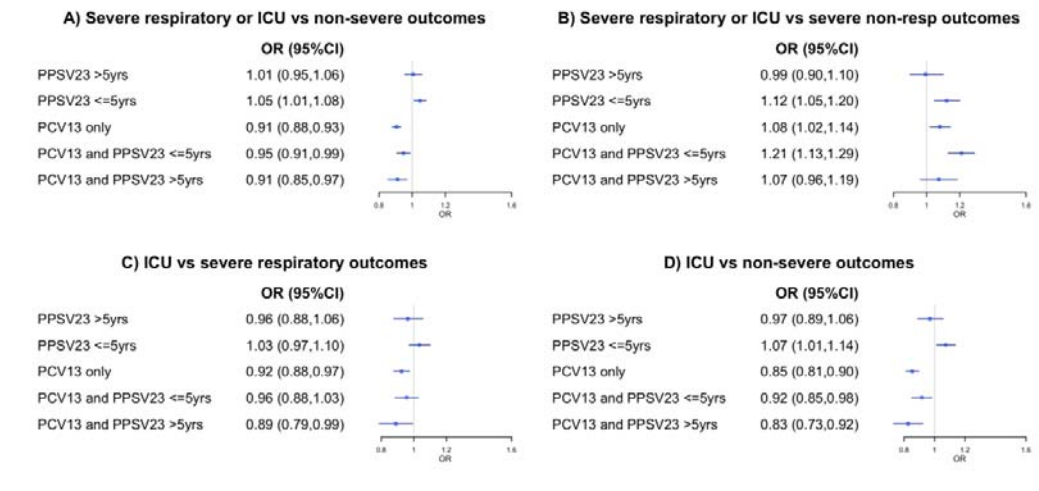 A) Severe respiratory or ICU vs non-severe outcomes
OR (95%CI)
PPSV23 >5yrs 1.01 (0.95,1.06)
PPSV23 <=5yrs 1.05 (1.01,1.08)
PCV13 only 0.91 (0.88,0.93)
PCV13 and PPSV23 <=5yrs 0.95 (0.91,0.99)
PCV13 and PPSV23 >5yrs 0.91 (0.85,0.97)
0.8 1 1.2 1.6
OR
B) Severe respiratory or ICU vs severe non-resp outcomes
OR (95%CI)
PPSV23 >5yrs 0.99 (0.90,1.10)
PPSV23 <=5yrs 1.12 (1.05,1.20)
PCV13 only 1.08 (1.02,1.14)
PCV13 and PPSV23 <=5yrs 1.21 (1.13,1.29)
PCV13 and PPSV23 >5yrs 1.07 (0.96,1.19)
0.8 1 1.2 1.6
OR
C) ICU vs severe respiratory outcomes
OR (95%CI)
PPSV23 >5yrs 0.96 (0.88,1.06)
PPSV23 <=5yrs 1.03 (0.97,1.10)
PCV13 only 0.92 (0.88,0.97)
PCV13 and PPSV23 <=5yrs 0.96 (0.88,1.03)
PCV13 and PPSV23 >5yrs 0.89 (0.79,0.99)
0.8 1 1.2 1.6
OR
D) ICU vs non-severe outcomes
OR (95%CI)
PPSV23 >5yrs 0.97 (0.89,1.06)
PPSV23 <=5yrs 1.07 (1.01,1.14)
PCV13 only 0.85 (0.81,0.90)
PCV13 and PPSV23 <=5yrs 0.92 (0.85,0.98)
PCV13 and PPSV23 >5yrs 0.83 (0.73,0.92)
0.8 1 1.2 1.6
OR